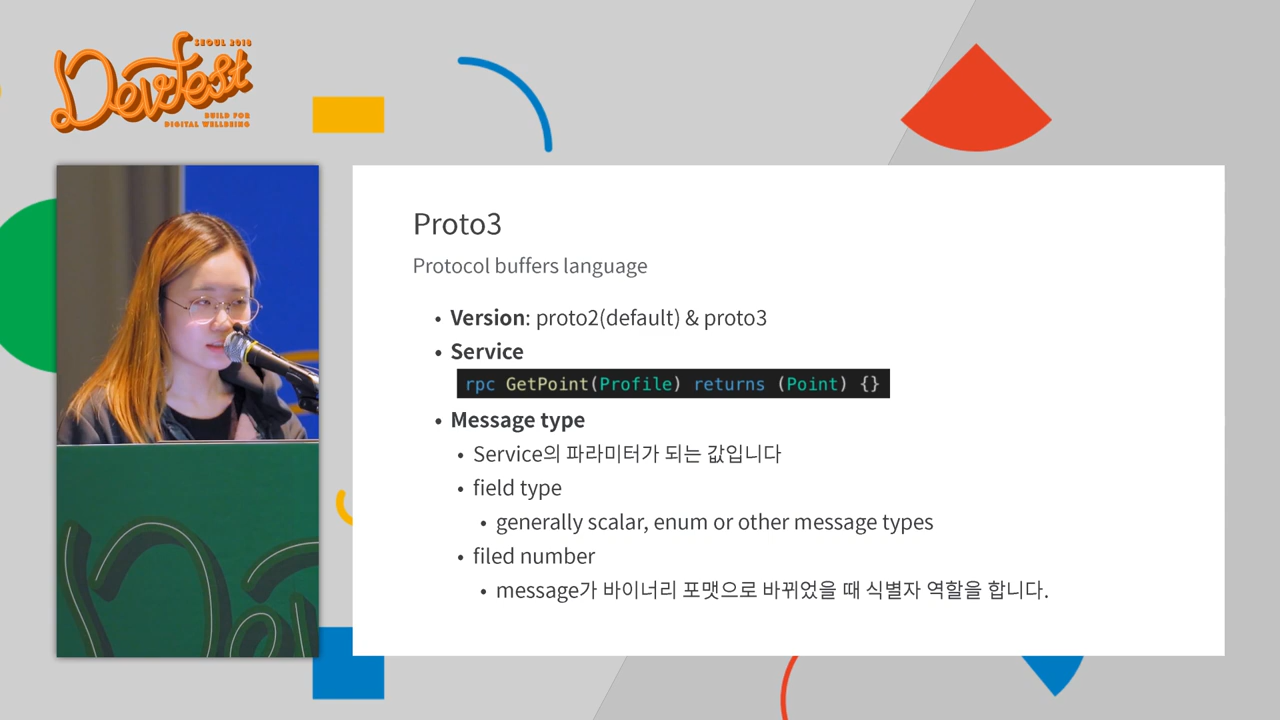 SEOUL 2018
DevFest
BUILD FOR
DIGITAL WELLBEING
Proto3
Protocol buffers language
• Version: proto2(default) & proto3
• Service
rpc GetPoint(Profile) returns (Point) {}
• Message type
• Service의 파라미터가 되는 값입니다
• field type
• generally scalar, enum or other message types
• filed number
• message가 바이너리 포맷으로 바뀌었을 때 식별자 역할을 합니다.